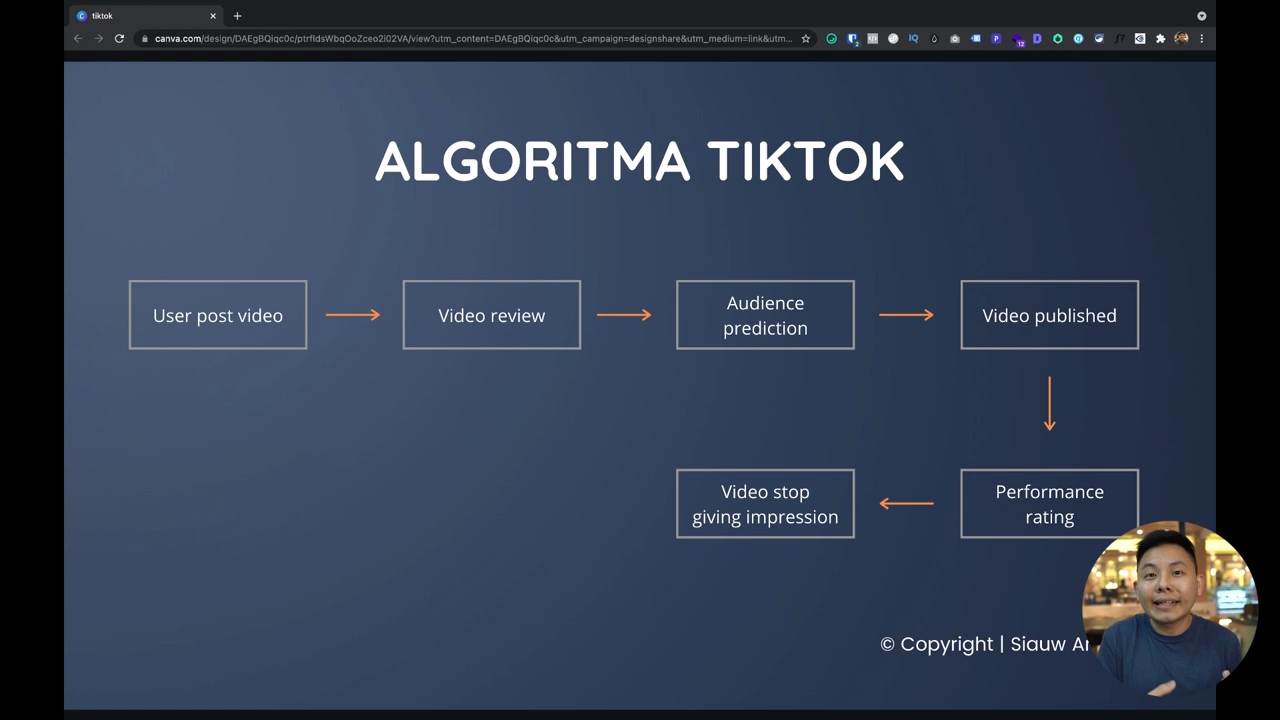 tiktok
canva.com/design/DAEgBQiqc0c/ptrfIdsWbqOoZceo2i02VA/view?utm_content=DAEgBQiqc0c&utm_campaign=designshare&utm_medium=link&utm...
ALGORITMA TIKTOK
User post video
Video review
Audience
prediction
Video published
Video stop
giving impression
Performance
rating
© Copyright | Siauw